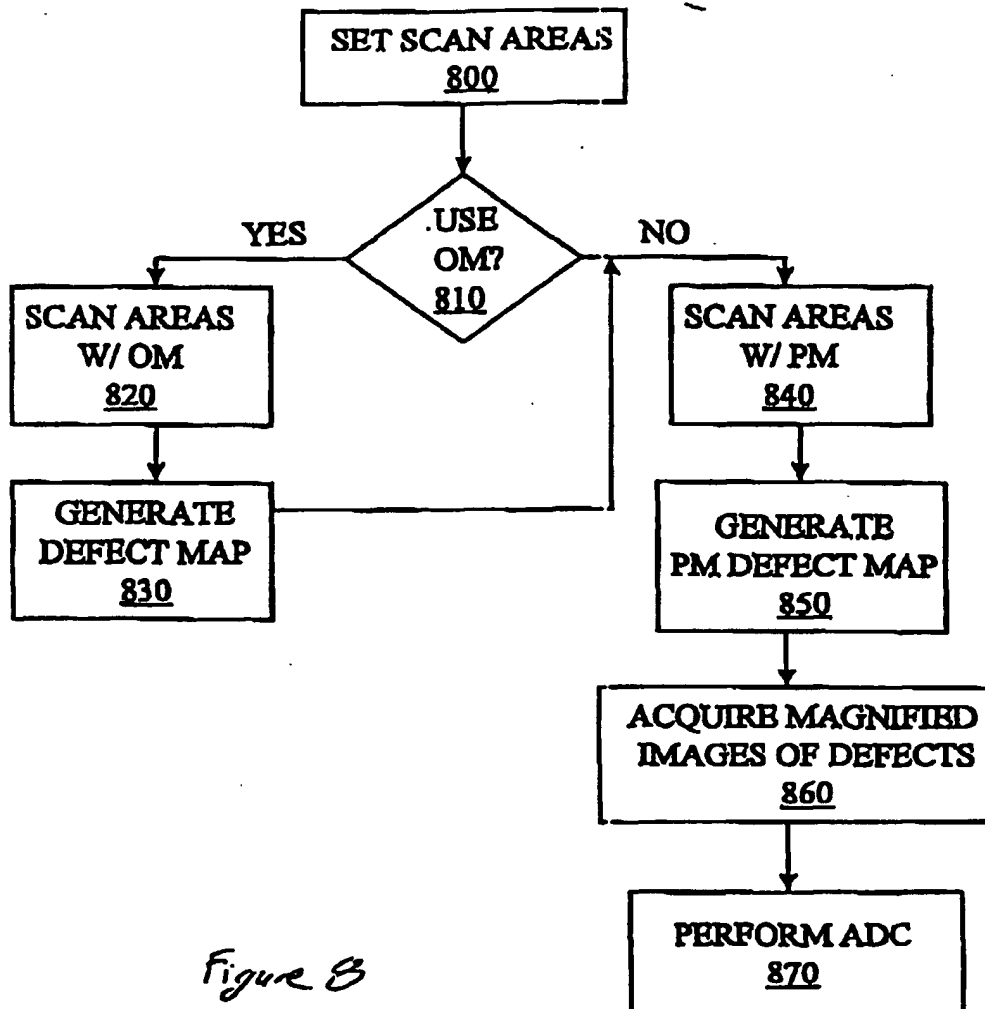 SET SCAN AREAS
800
.USE
OM?
810
YES
NO
SCAN AREAS
W/ OM
820
SCAN AREAS
W/ PM
840
GENERATE
DEFECT MAP
830
GENERATE
PM DEFECT MAP
850
ACQUIRE MAGNIFIED
IMAGES OF DEFECTS
860
PERFORM ADC
870
Figure 8